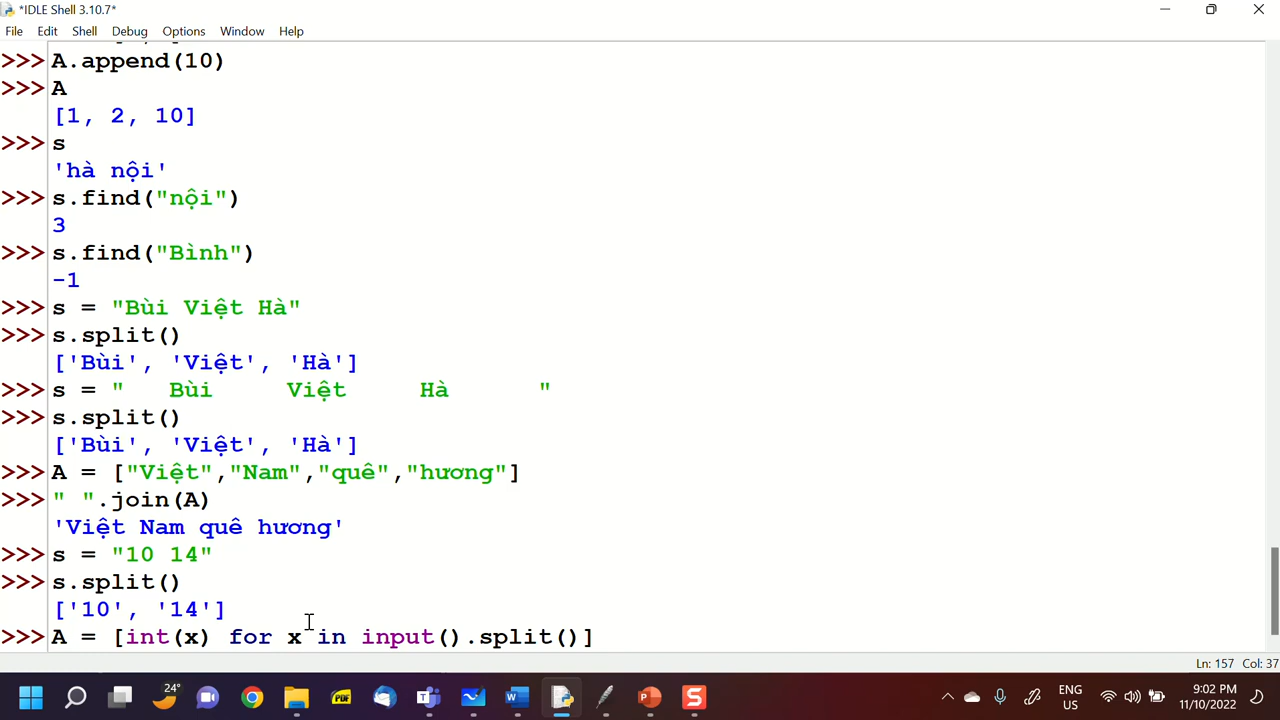 *IDLE Shell 3.10.7*
File Edit Shell Debug Options Window Help
>>> A.append(10)
>>> A
[1, 2, 10]
>>> s
'hà nội'
>>> s.find("nội")
3
>>> s.find("Bình")
-1
>>> s = "Bùi Việt Hà"
>>> s.split()
['Bùi', 'Việt', 'Hà']
>>> s = "   Bùi     Việt     Hà      "
>>> s.split()
['Bùi', 'Việt', 'Hà']
>>> A = ["Việt","Nam","quê","hương"]
>>> " ".join(A)
'Việt Nam quê hương'
>>> s = "10 14"
>>> s.split()
['10', '14']
>>> A = [int(x) for x in input().split()]
Ln: 157 Col: 37
24°
PDF
ENG
US
9:02 PM
11/10/2022